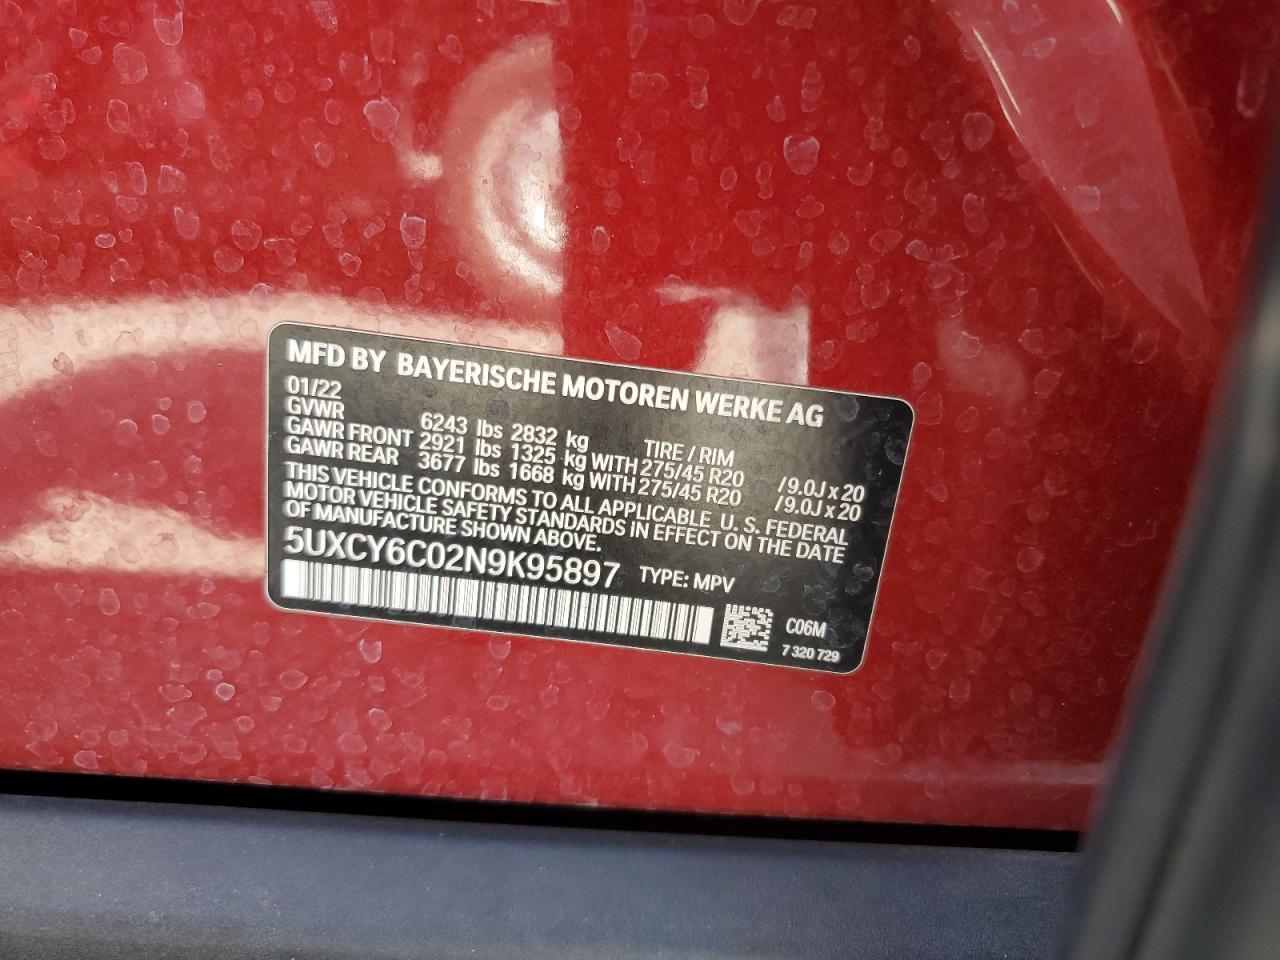 MFD BY BAYERISCHE MOTOREN WERKE AG
01/22
GVWR 6243 lbs 2832 kg TIRE / RIM
GAWR FRONT 2921 lbs 1325 kg WITH 275/45 R20 /9.0J x 20
GAWR REAR 3677 lbs 1668 kg WITH 275/45 R20 /9.0J x 20
THIS VEHICLE CONFORMS TO ALL APPLICABLE U. S. FEDERAL
MOTOR VEHICLE SAFETY STANDARDS IN EFFECT ON THE DATE
OF MANUFACTURE SHOWN ABOVE.
5UXCY6C02N9K95897 TYPE: MPV
C06M
7 320 729